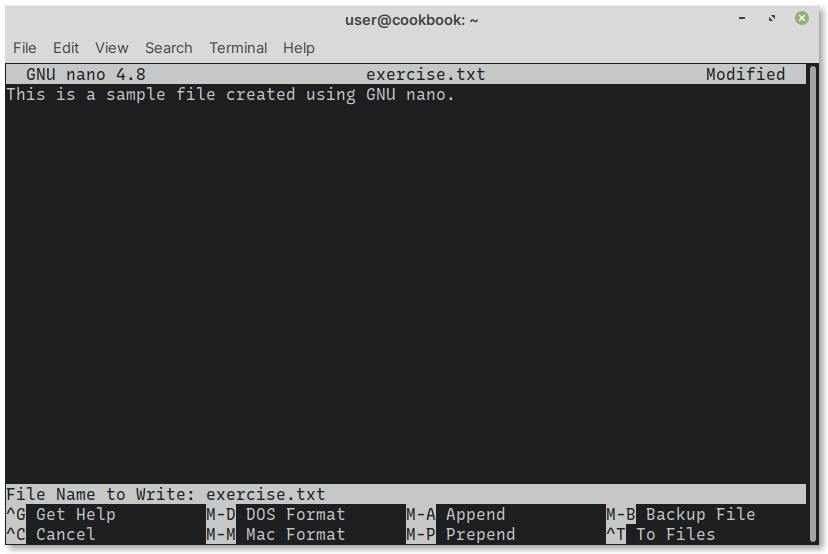 user@cookbook: ~
File Edit View Search Terminal Help
GNU nano 4.8 exercise.txt Modified
This is a sample file created using GNU nano.
File Name to Write: exercise.txt
^G Get Help M-D DOS Format M-A Append M-B Backup File
^C Cancel M-M Mac Format M-P Prepend ^T To Files